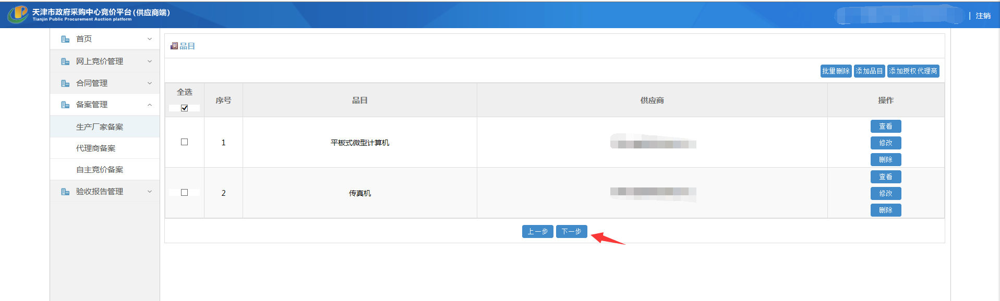 天津市政府采购中心竞价平台(供应商端)
Tianjin Public Procurement Auction platform
注销
首页
网上竞价管理
合同管理
备案管理
生产厂家备案
代理商备案
自主竞价备案
验收报告管理
品目
批量删除 添加品目 添加授权代理商
全选 序号 品目 供应商 操作
1 平板式微型计算机 查看 修改 删除
2 传真机 查看 修改 删除
上一步 下一步